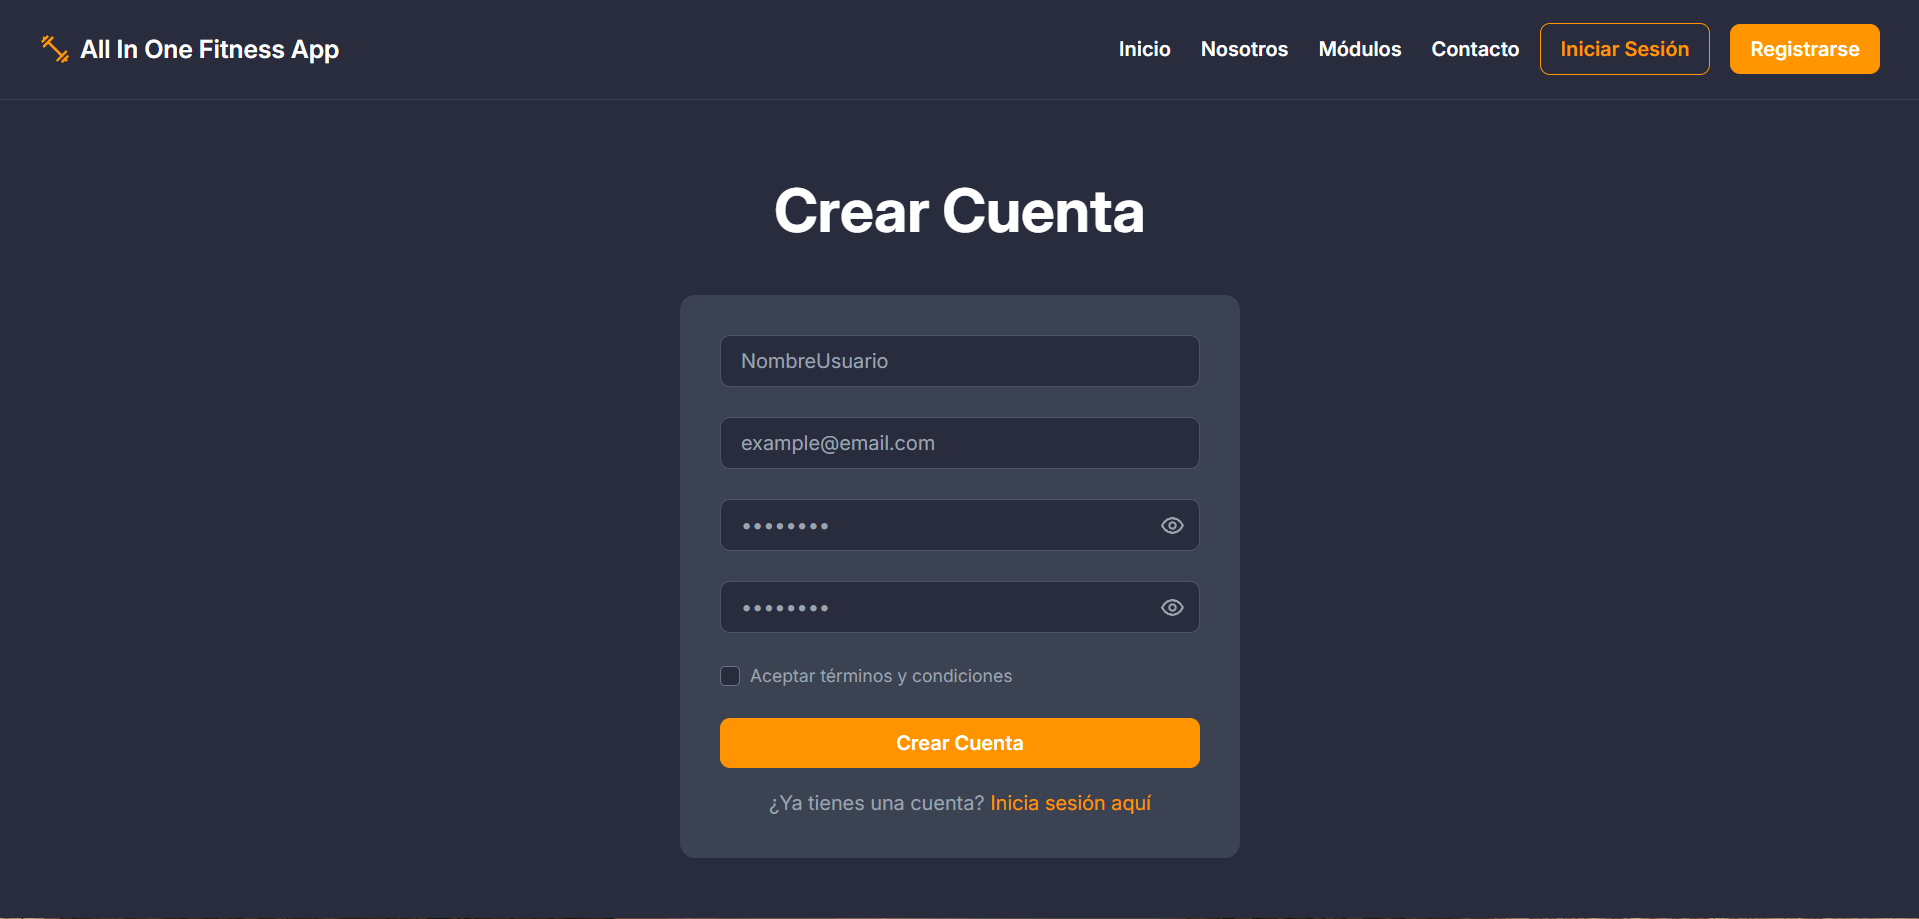 All In One Fitness App
Inicio Nosotros Módulos Contacto Iniciar Sesión Registrarse
Crear Cuenta
NombreUsuario
example@email.com
••••••••
••••••••
Aceptar términos y condiciones
Crear Cuenta
¿Ya tienes una cuenta? Inicia sesión aquí